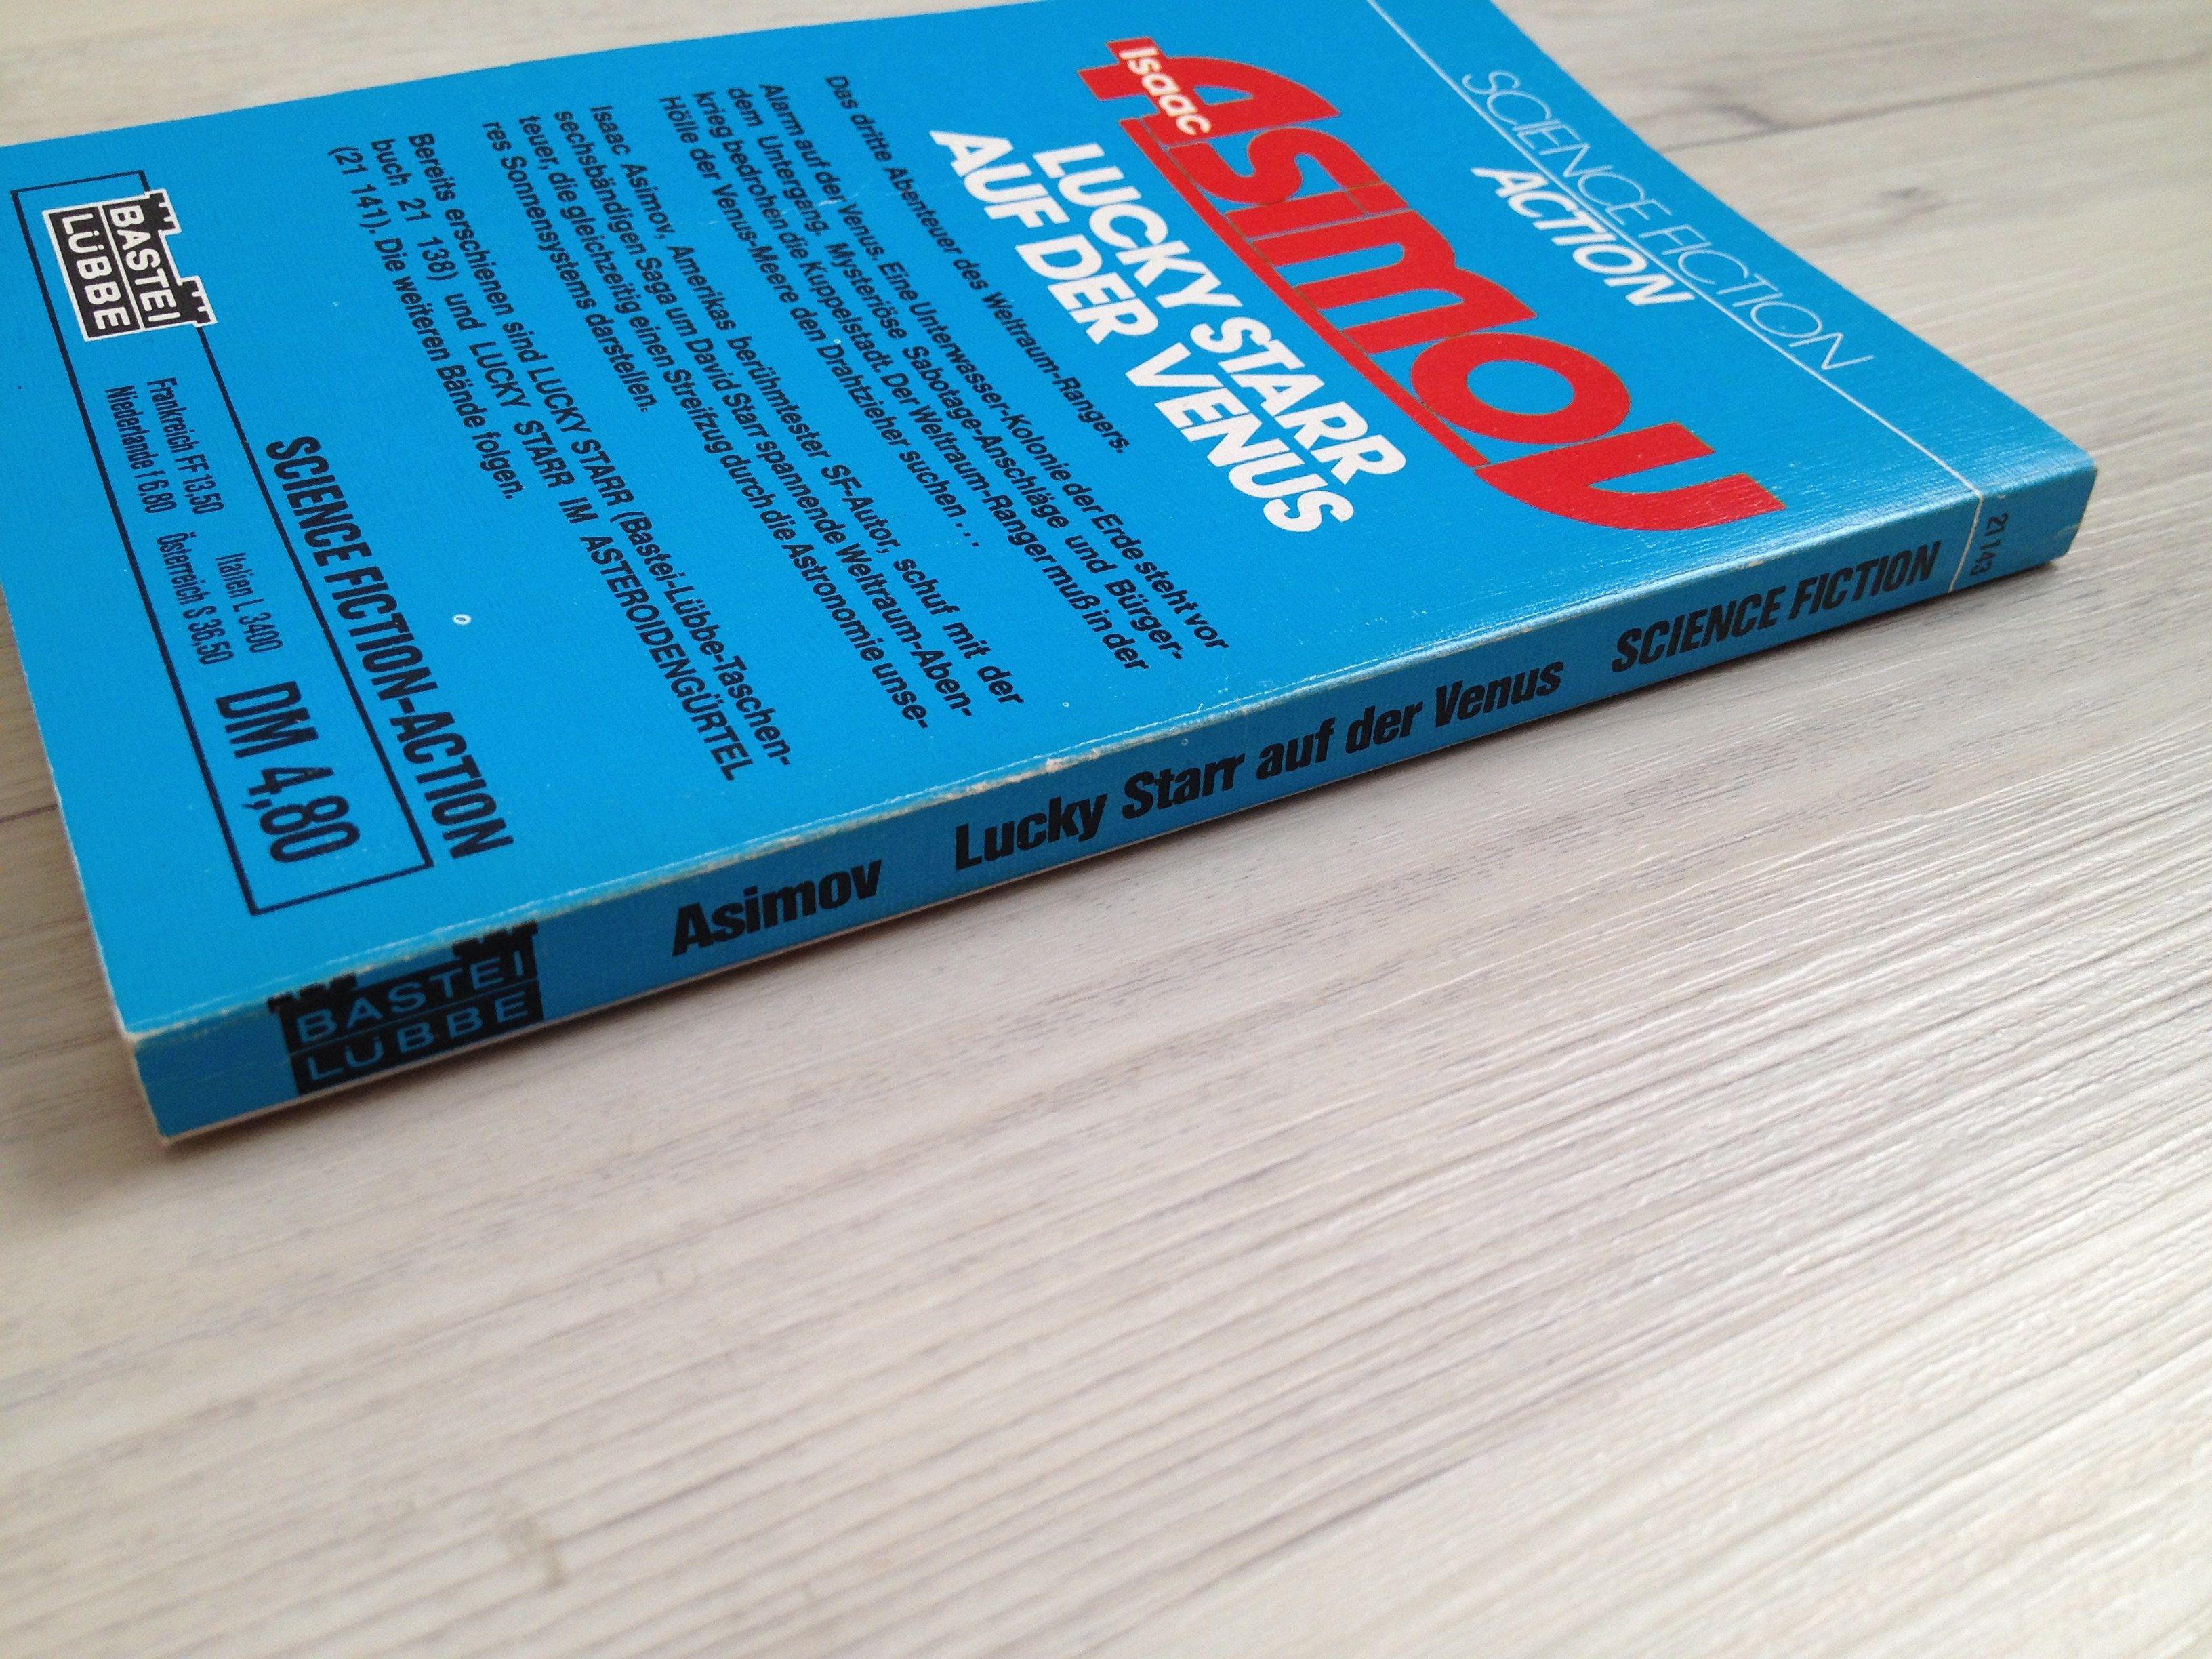 SCIENCE FICTION
ACTION
Isaac
Asimov
LUCKY STARR
AUF DER VENUS
Das dritte Abenteuer des Weltraum-Rangers.
Alarm auf der Venus. Eine Unterwasser-Kolonie der Erde steht vor
dem Untergang. Mysteriöse Sabotage-Anschläge und Bürger-
krieg bedrohen die Kuppelstadt. Der Weltraum-Ranger muß in der
Hölle der Venus-Meere den Drahtzieher suchen . . .
Isaac Asimov, Amerikas berühmtester SF-Autor, schuf mit der
sechsbändigen Saga um David Starr spannende Weltraum-Aben-
teuer, die gleichzeitig einen Streifzug durch die Astronomie unse-
res Sonnensystems darstellen.
Bereits erschienen sind LUCKY STARR (Bastei-Lübbe-Taschen-
buch 21 138) und LUCKY STARR IM ASTEROIDENGÜRTEL
(21 141). Die weiteren Bände folgen.
SCIENCE FICTION-ACTION
BASTEI
LÜBBE
Frankreich FF 13,50 Italien L 3400
Niederlande f 6,80 Österreich S 36,50
DM 4,80
BASTEI
LÜBBE
Asimov Lucky Starr auf der Venus SCIENCE FICTION
21143